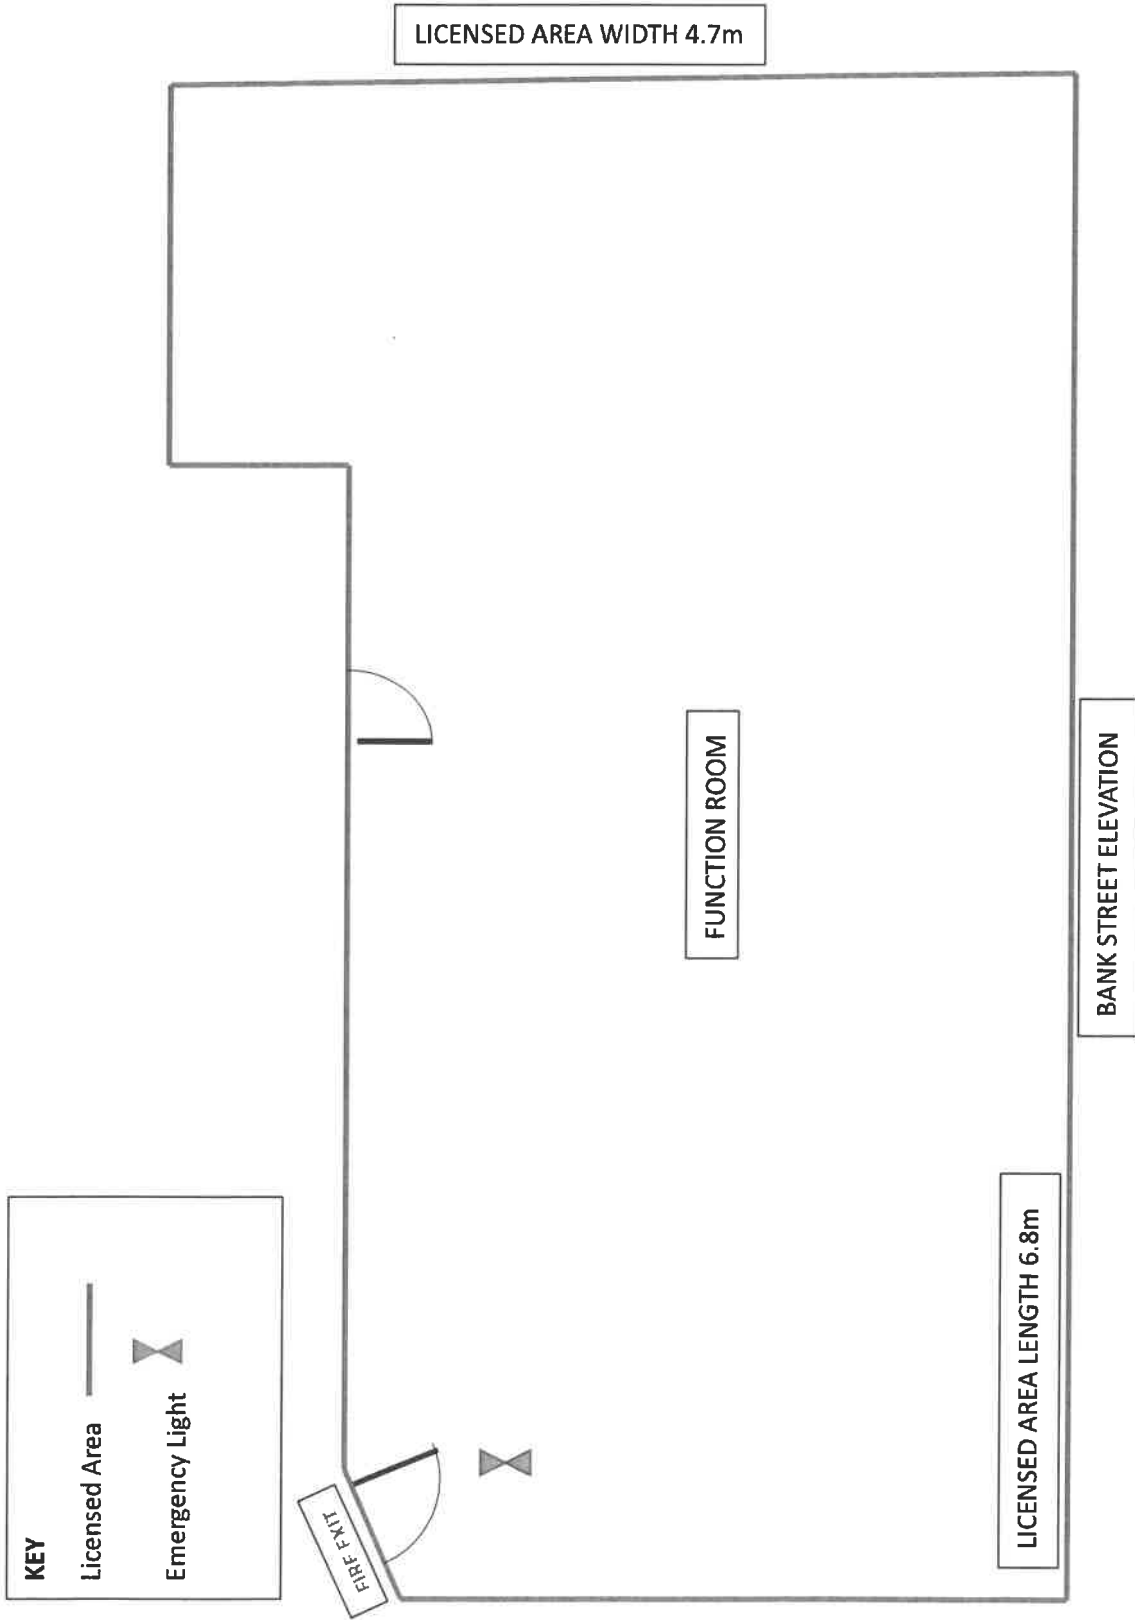 KEY
Licensed Area
Emergency Light
FIRE EXIT
FUNCTION ROOM
LICENSED AREA WIDTH 4.7m
LICENSED AREA LENGTH 6.8m
BANK STREET ELEVATION